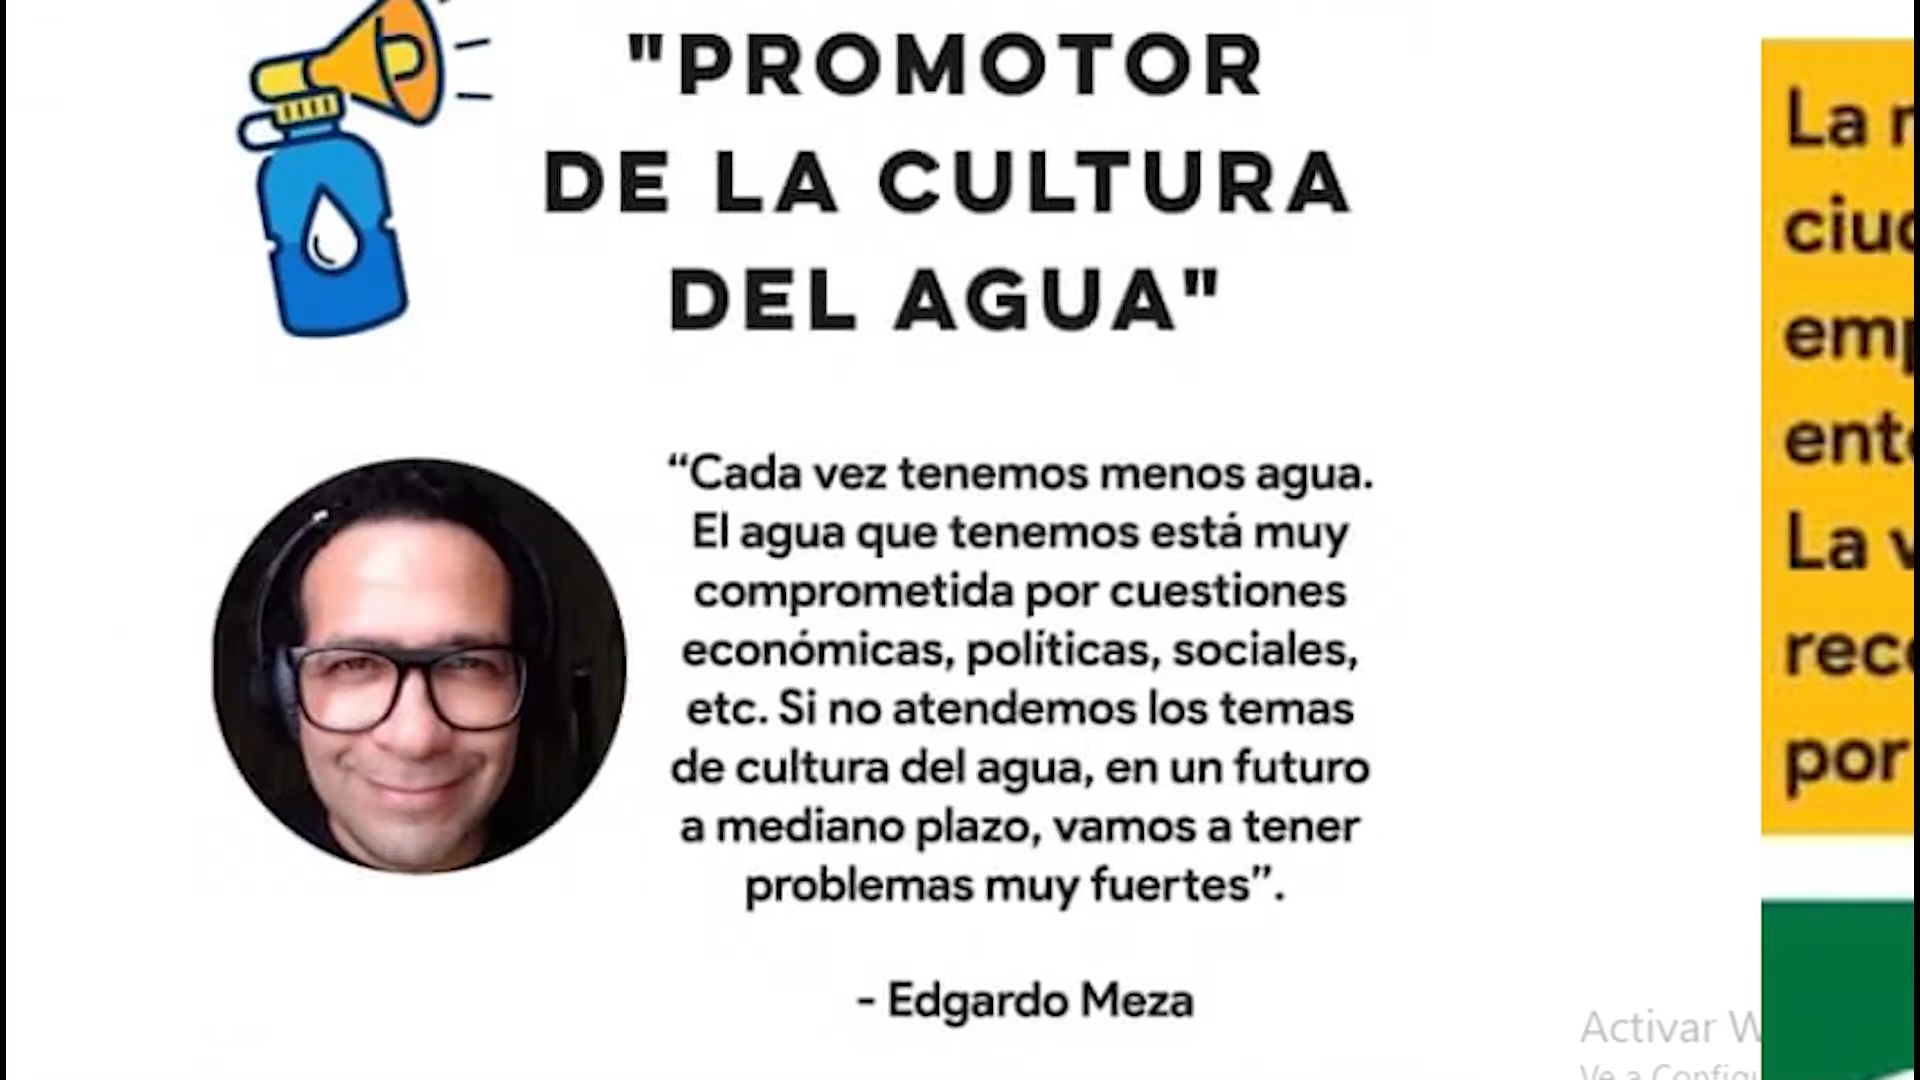 "PROMOTOR
DE LA CULTURA
DEL AGUA"
“Cada vez tenemos menos agua.
El agua que tenemos está muy
comprometida por cuestiones
económicas, políticas, sociales,
etc. Si no atendemos los temas
de cultura del agua, en un futuro
a mediano plazo, vamos a tener
problemas muy fuertes”.
- Edgardo Meza
La
La
por
Activar
Ve a